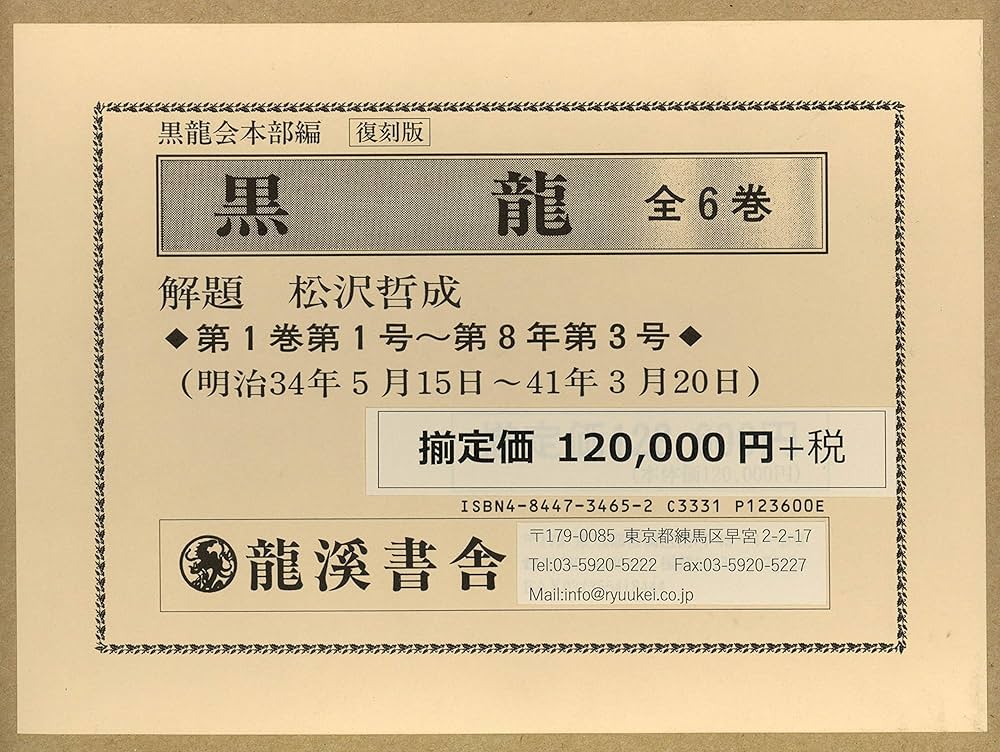 黒龍会本部編 復刻版
黒龍 全6巻
解題 松沢哲成
◆第1巻第1号～第8年第3号◆
(明治34年5月15日～41年3月20日)
揃定価 120,000円+税
ISBN4-8447-3465-2 C3331 P123600E
龍溪書舎
〒179-0085 東京都練馬区早宮2-2-17
Tel:03-5920-5222 Fax:03-5920-5227
Mail:info@ryuukei.co.jp